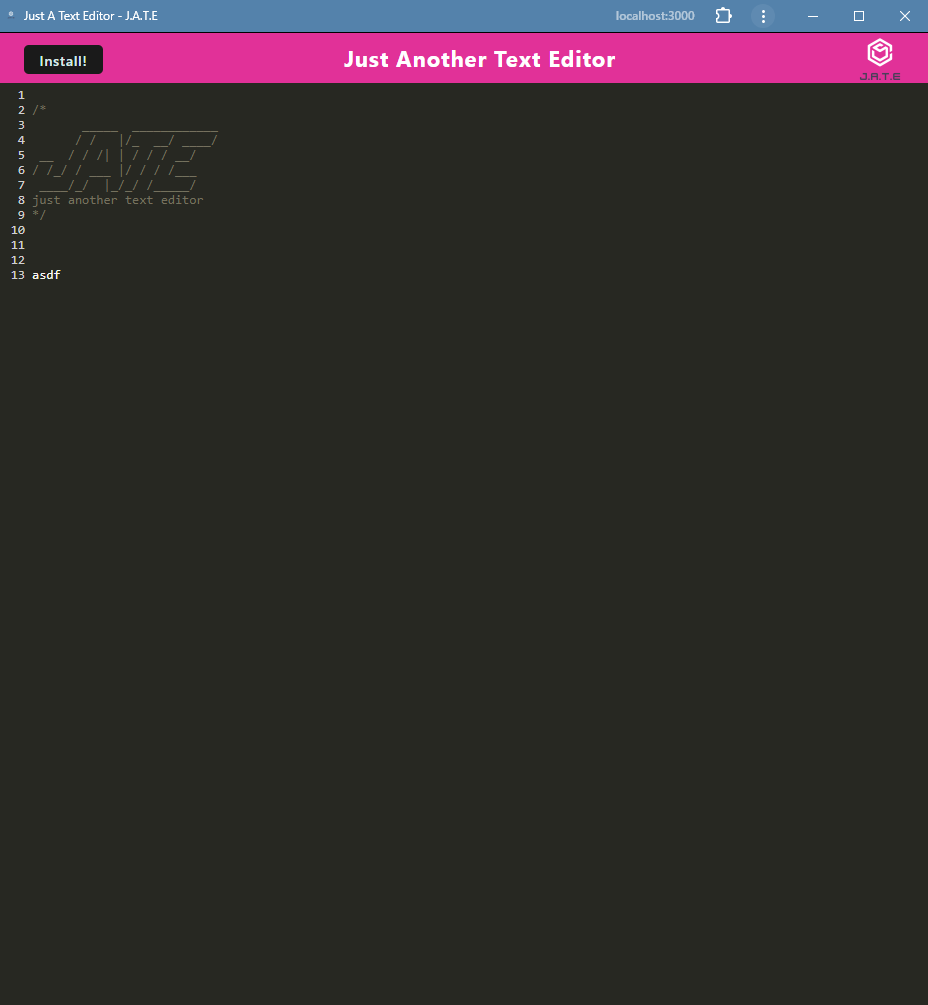 Just A Text Editor - J.A.T.E
localhost:3000
Install!
Just Another Text Editor
J.A.T.E
1
2 /*
3        _____  ____________
4       / /   |/_  __/ ____/
5  __  / / /| | / / / __/
6 / /_/ / ___ |/ / / /___
7  ____/_/  |_/_/ /_____/
8 just another text editor
9 */
10
11
12
13 asdf